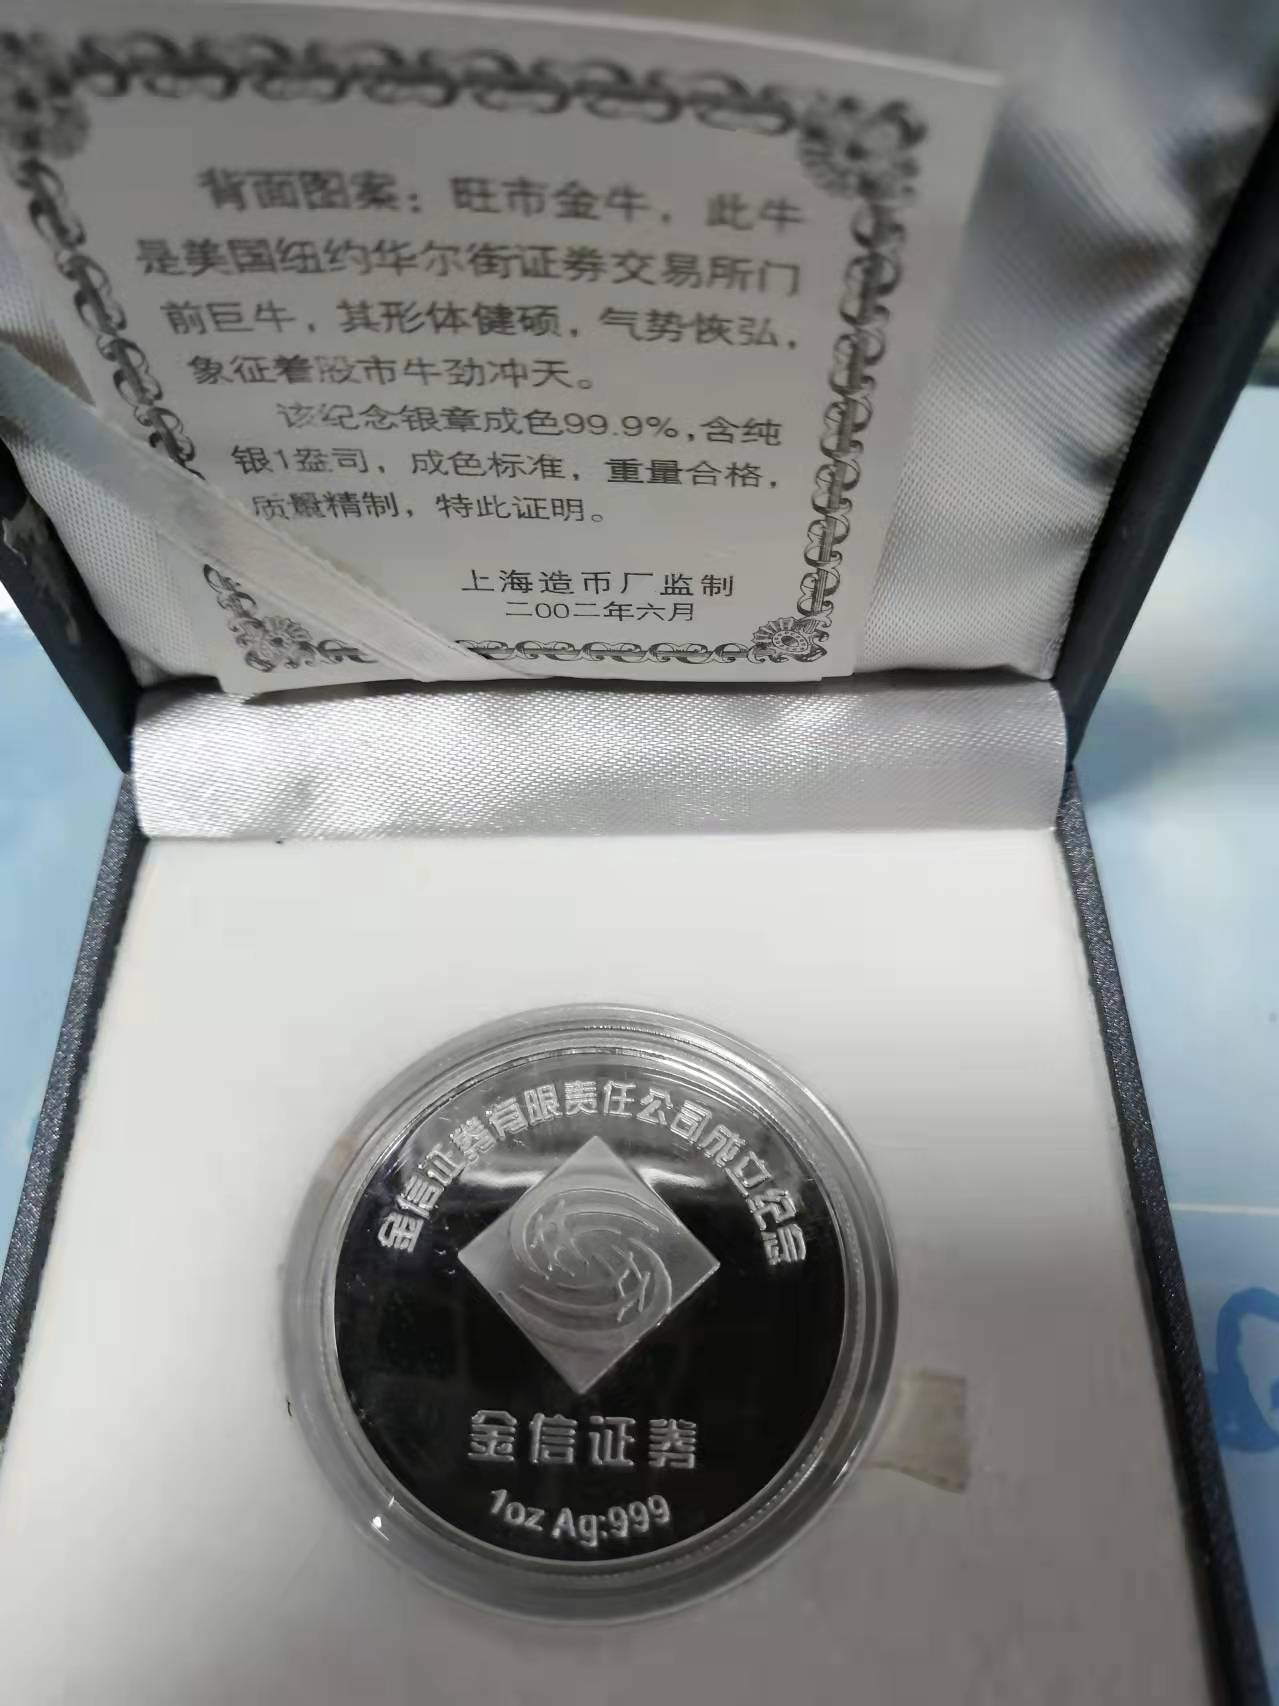 背面图案：旺市金牛，此牛
是美国纽约华尔街证券交易所门
前巨牛，其形体健硕，气势恢弘，
象征着股市牛劲冲天。
该纪念银章成色99.9%，含纯
银1盎司，成色标准，重量合格，
质量精制，特此证明。
上海造币厂监制
二00二年六月
金信证券有限责任公司成立纪念
金信证券
1oz Ag:999